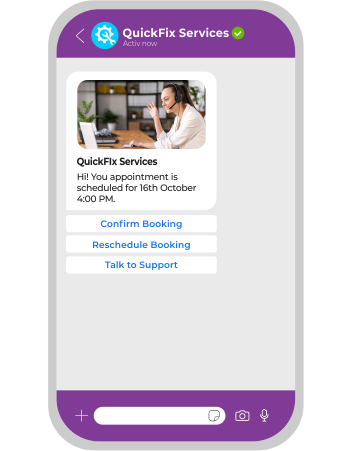 QuickFix Services
Activ now
QuickFIx Services
Hi! You appointment is
scheduled for 16th October
4:00 PM.
Confirm Booking
Reschedule Booking
Talk to Support